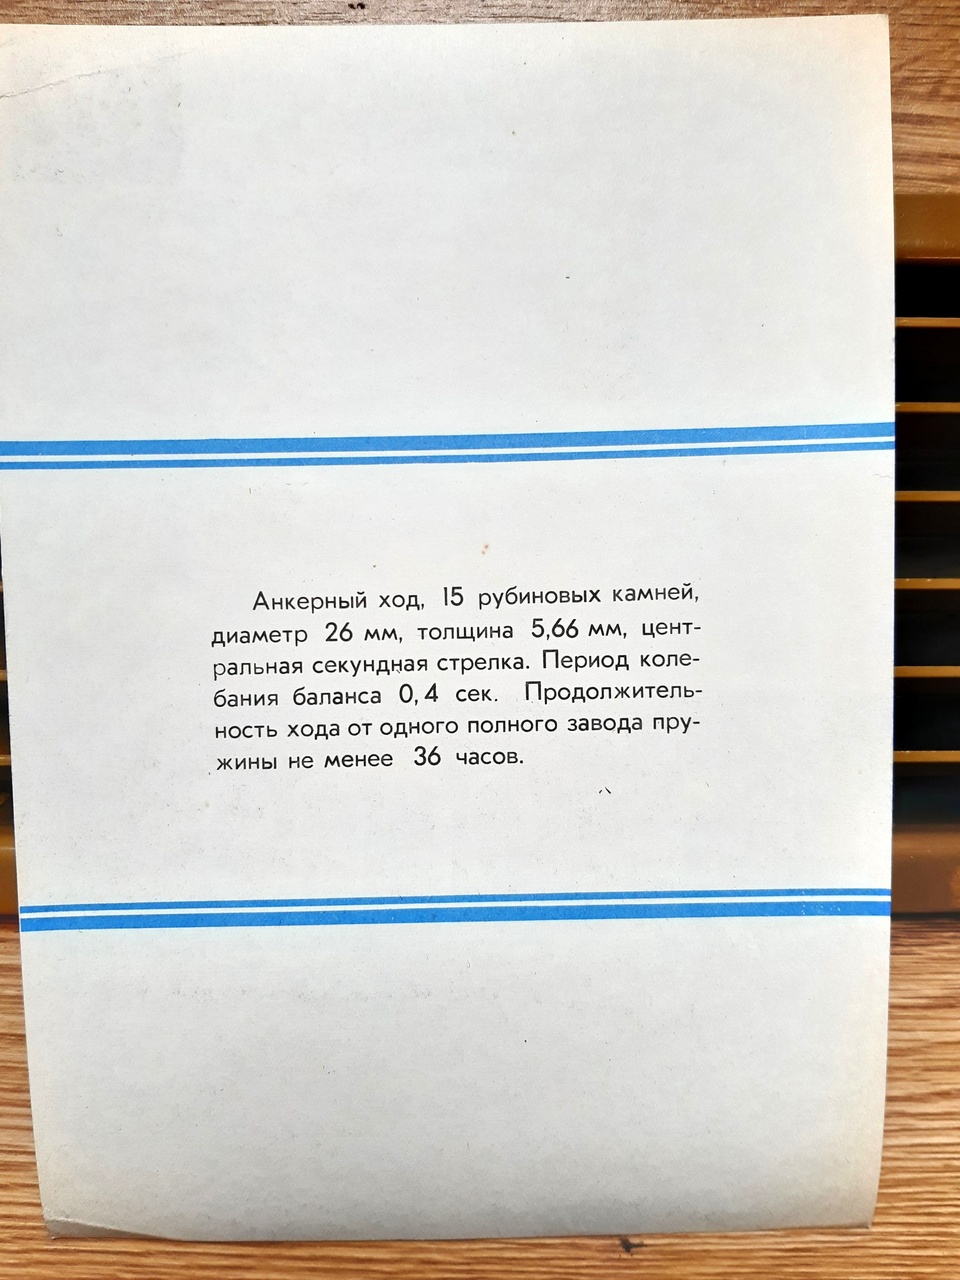 Анкерный ход, 15 рубиновых камней,
диаметр 26 мм, толщина 5,66 мм, цент-
ральная секундная стрелка. Период коле-
бания баланса 0,4 сек. Продолжитель-
ность хода от одного полного завода пру-
жины не менее 36 часов.